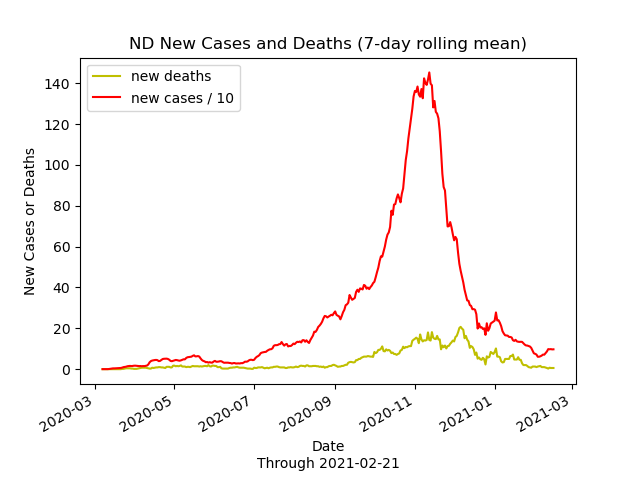 ND New Cases and Deaths (7-day rolling mean)
new deaths
new cases / 10
New Cases or Deaths
140
120
100
80
60
40
20
0
2020-03
2020-05
2020-07
2020-09
2020-11
2021-01
2021-03
Date
Through 2021-02-21